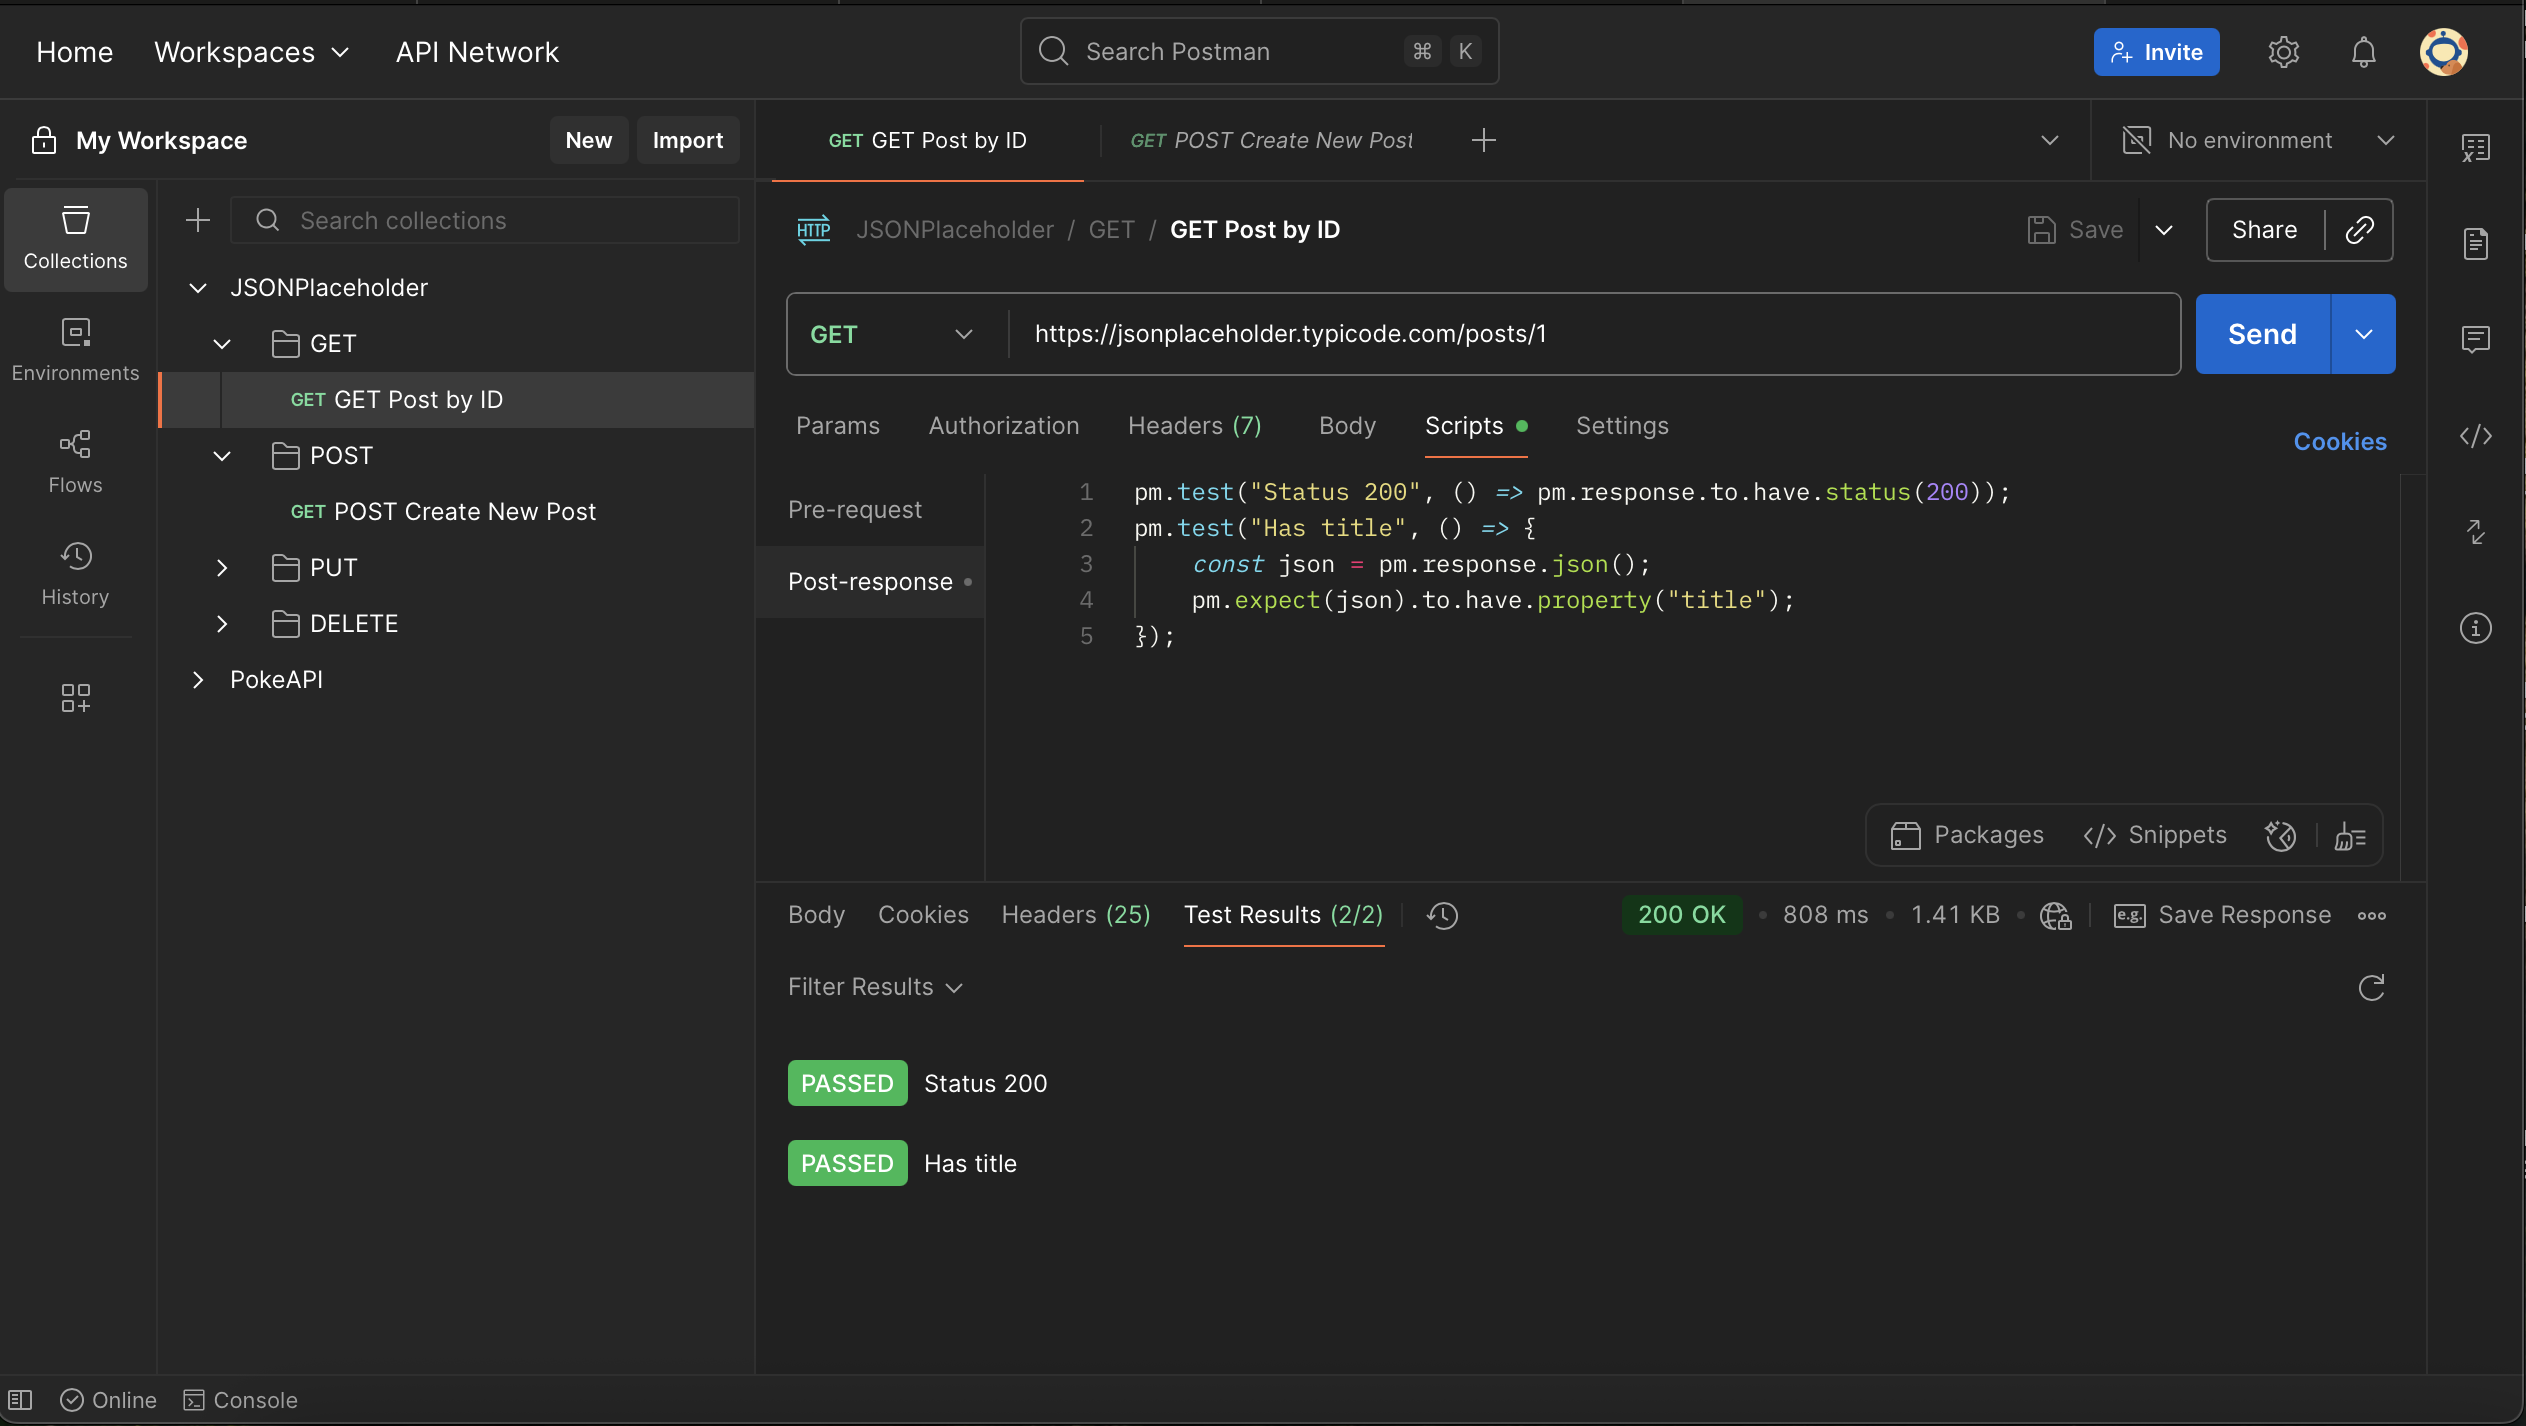 Home Workspaces API Network Search Postman ⌘ K Invite
My Workspace New Import
GET GET Post by ID GET POST Create New Post No environment
Collections
Environments
Flows
History
Search collections
JSONPlaceholder
GET
GET GET Post by ID
POST
GET POST Create New Post
PUT
DELETE
PokeAPI
HTTP JSONPlaceholder / GET / GET Post by ID Save Share
GET https://jsonplaceholder.typicode.com/posts/1 Send
Params Authorization Headers (7) Body Scripts Settings Cookies
Pre-request
Post-response
1 pm.test("Status 200", () => pm.response.to.have.status(200));
2 pm.test("Has title", () => {
3 const json = pm.response.json();
4 pm.expect(json).to.have.property("title");
5 });
Packages </> Snippets
Body Cookies Headers (25) Test Results (2/2) 200 OK • 808 ms • 1.41 KB • e.g. Save Response
Filter Results
PASSED Status 200
PASSED Has title
Online Console